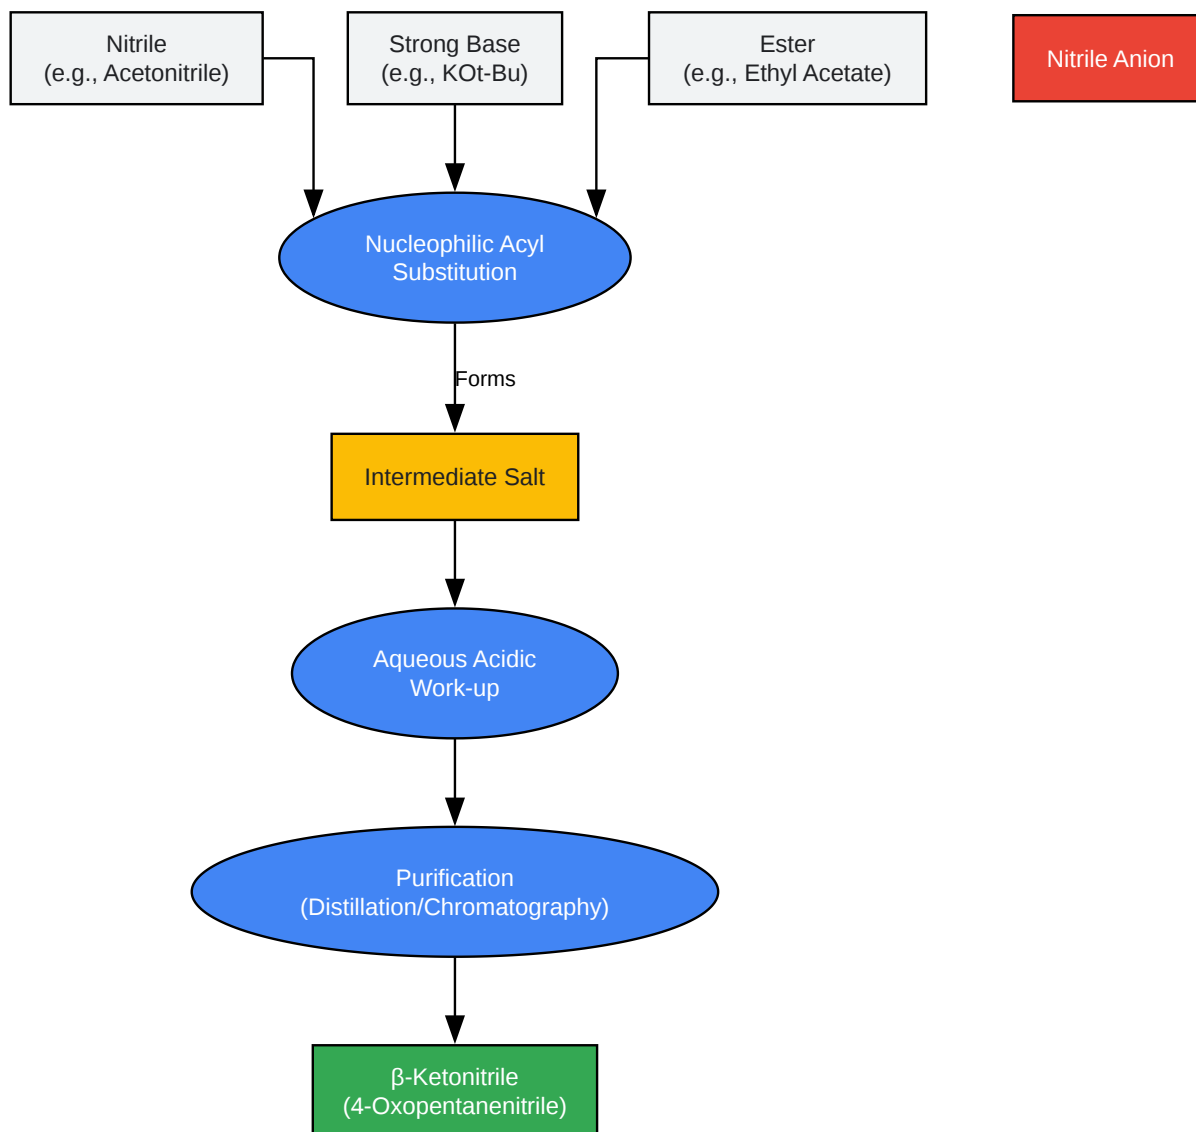 Nitrile
(e.g., Acetonitrile)
Strong Base
(e.g., KOt-Bu)
Ester
(e.g., Ethyl Acetate)
Nitrile Anion
Nucleophilic Acyl
Substitution
Forms
Intermediate Salt
Aqueous Acidic
Work-up
Purification
(Distillation/Chromatography)
β-Ketonitrile
(4-Oxopentanenitrile)